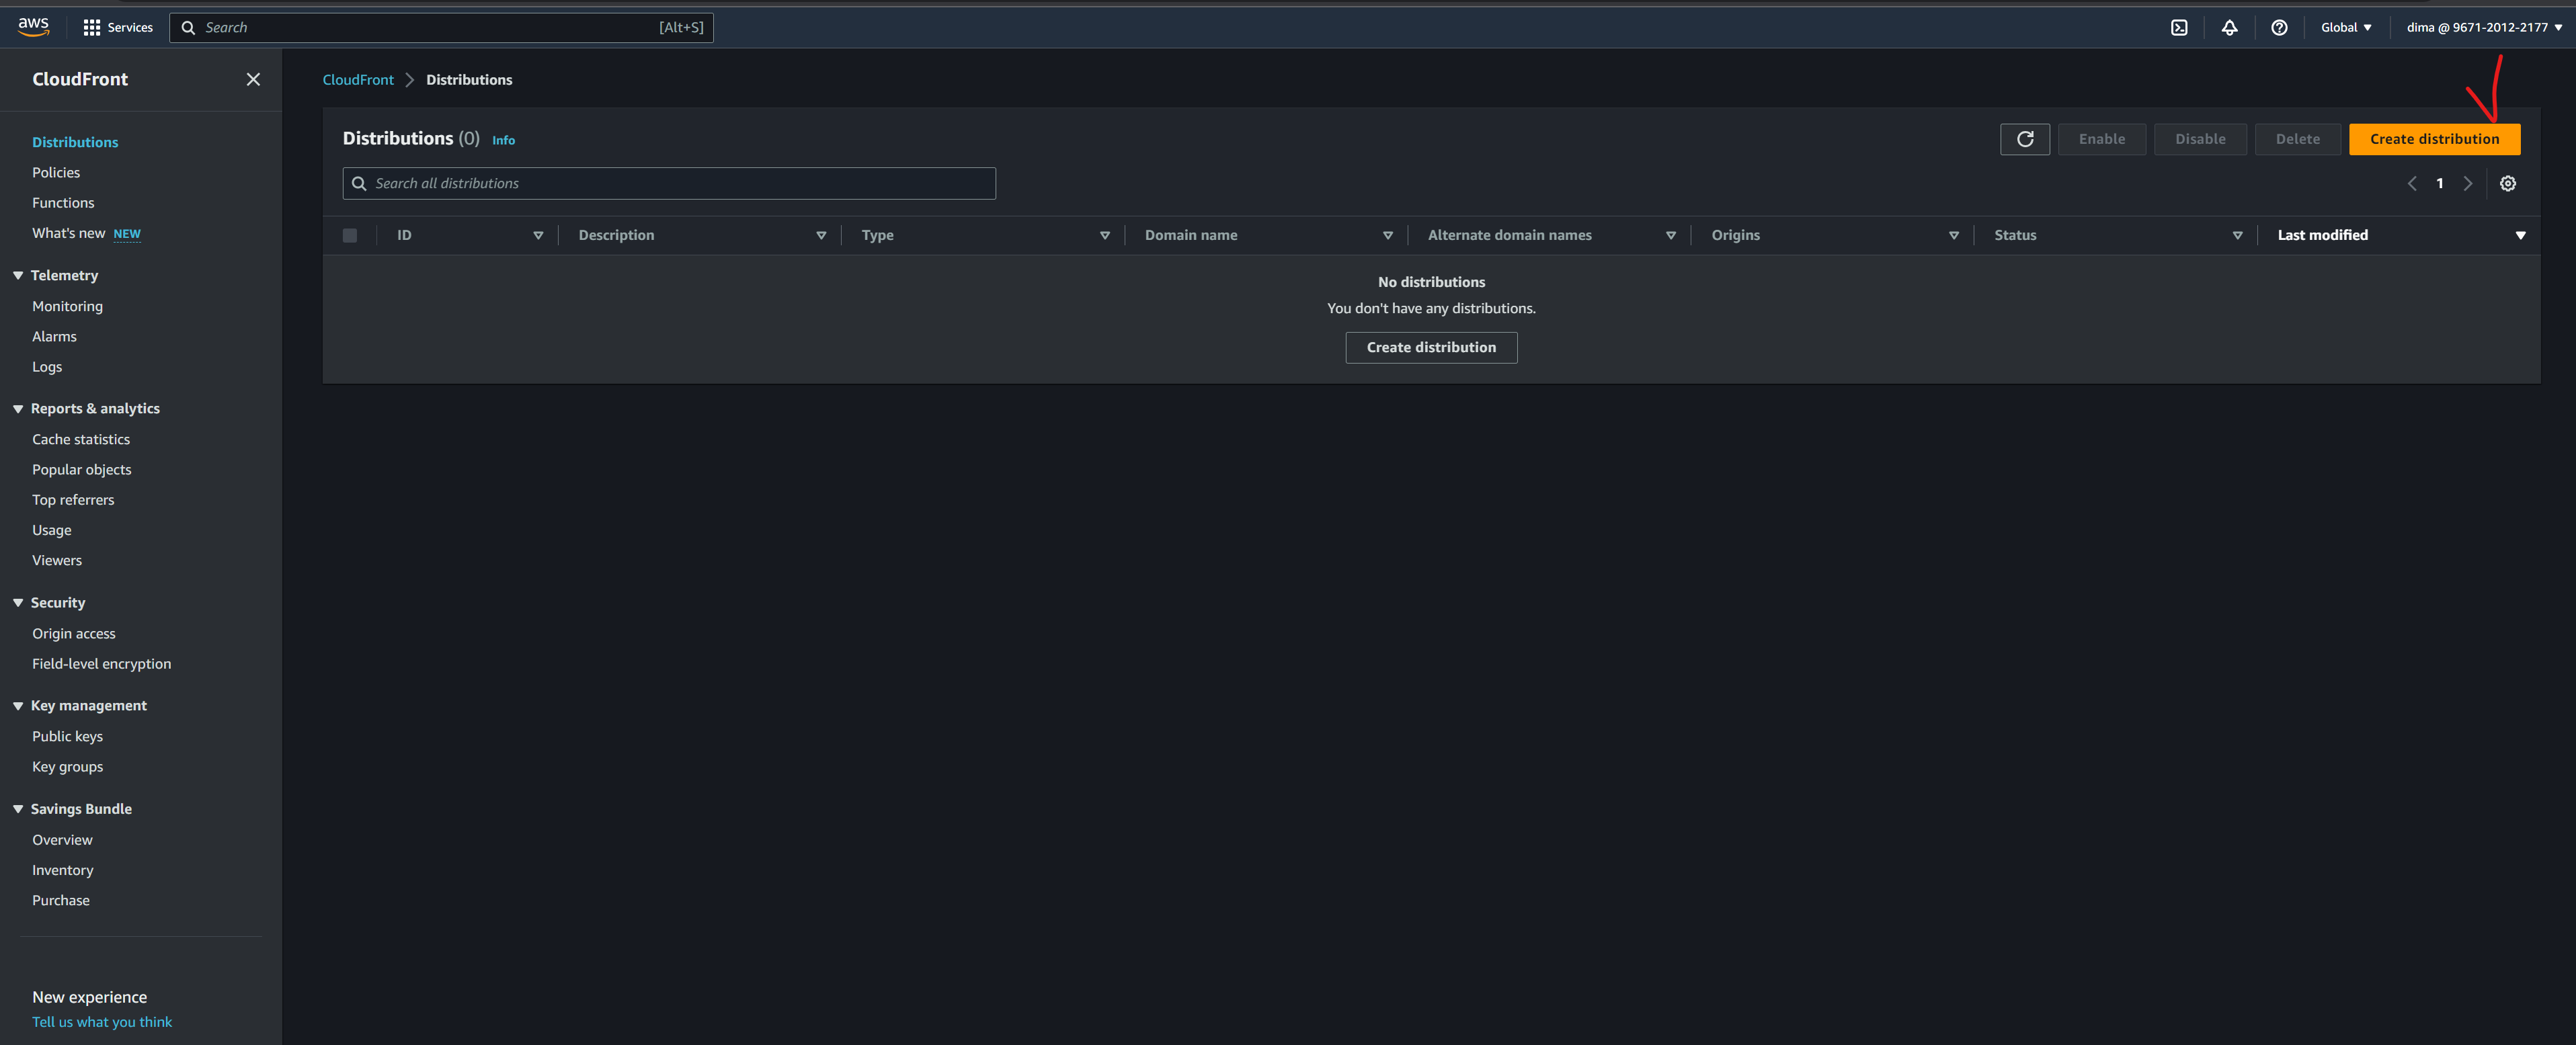 aws
Services
Search [Alt+S]
Global
dima @ 9671-2012-2177
CloudFront
Distributions
Policies
Functions
What's new NEW
Telemetry
Monitoring
Alarms
Logs
Reports & analytics
Cache statistics
Popular objects
Top referrers
Usage
Viewers
Security
Origin access
Field-level encryption
Key management
Public keys
Key groups
Savings Bundle
Overview
Inventory
Purchase
New experience
Tell us what you think
CloudFront > Distributions
Distributions (0) Info
Enable
Disable
Delete
Create distribution
Search all distributions
1
ID
Description
Type
Domain name
Alternate domain names
Origins
Status
Last modified
No distributions
You don't have any distributions.
Create distribution